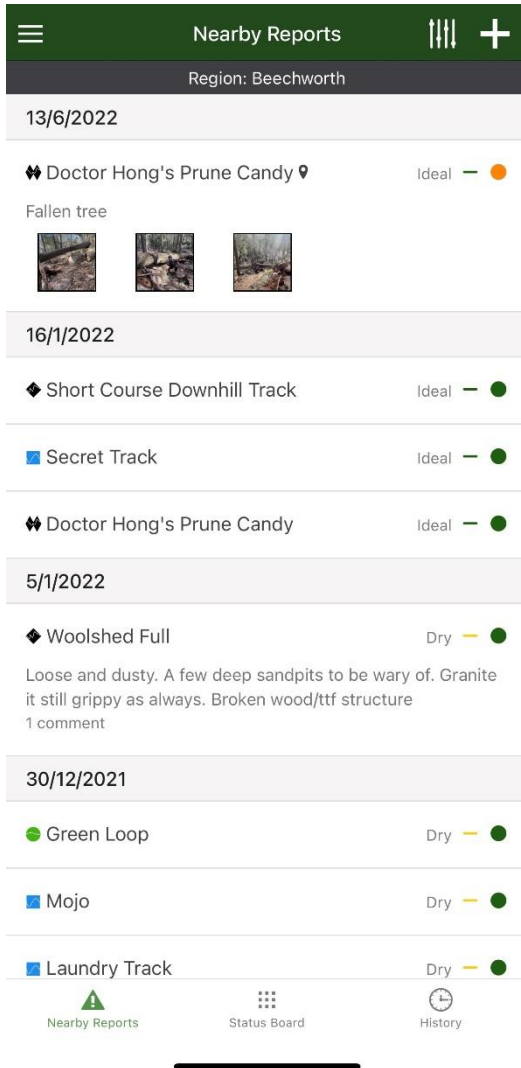 Nearby Reports
Region: Beechworth
13/6/2022
Doctor Hong's Prune Candy
Ideal
Fallen tree
16/1/2022
Short Course Downhill Track
Ideal
Secret Track
Ideal
Doctor Hong's Prune Candy
Ideal
5/1/2022
Woolshed Full
Dry
Loose and dusty. A few deep sandpits to be wary of. Granite
it still grippy as always. Broken wood/ttf structure
1 comment
30/12/2021
Green Loop
Dry
Mojo
Dry
Laundry Track
Dry
Nearby Reports
Status Board
History